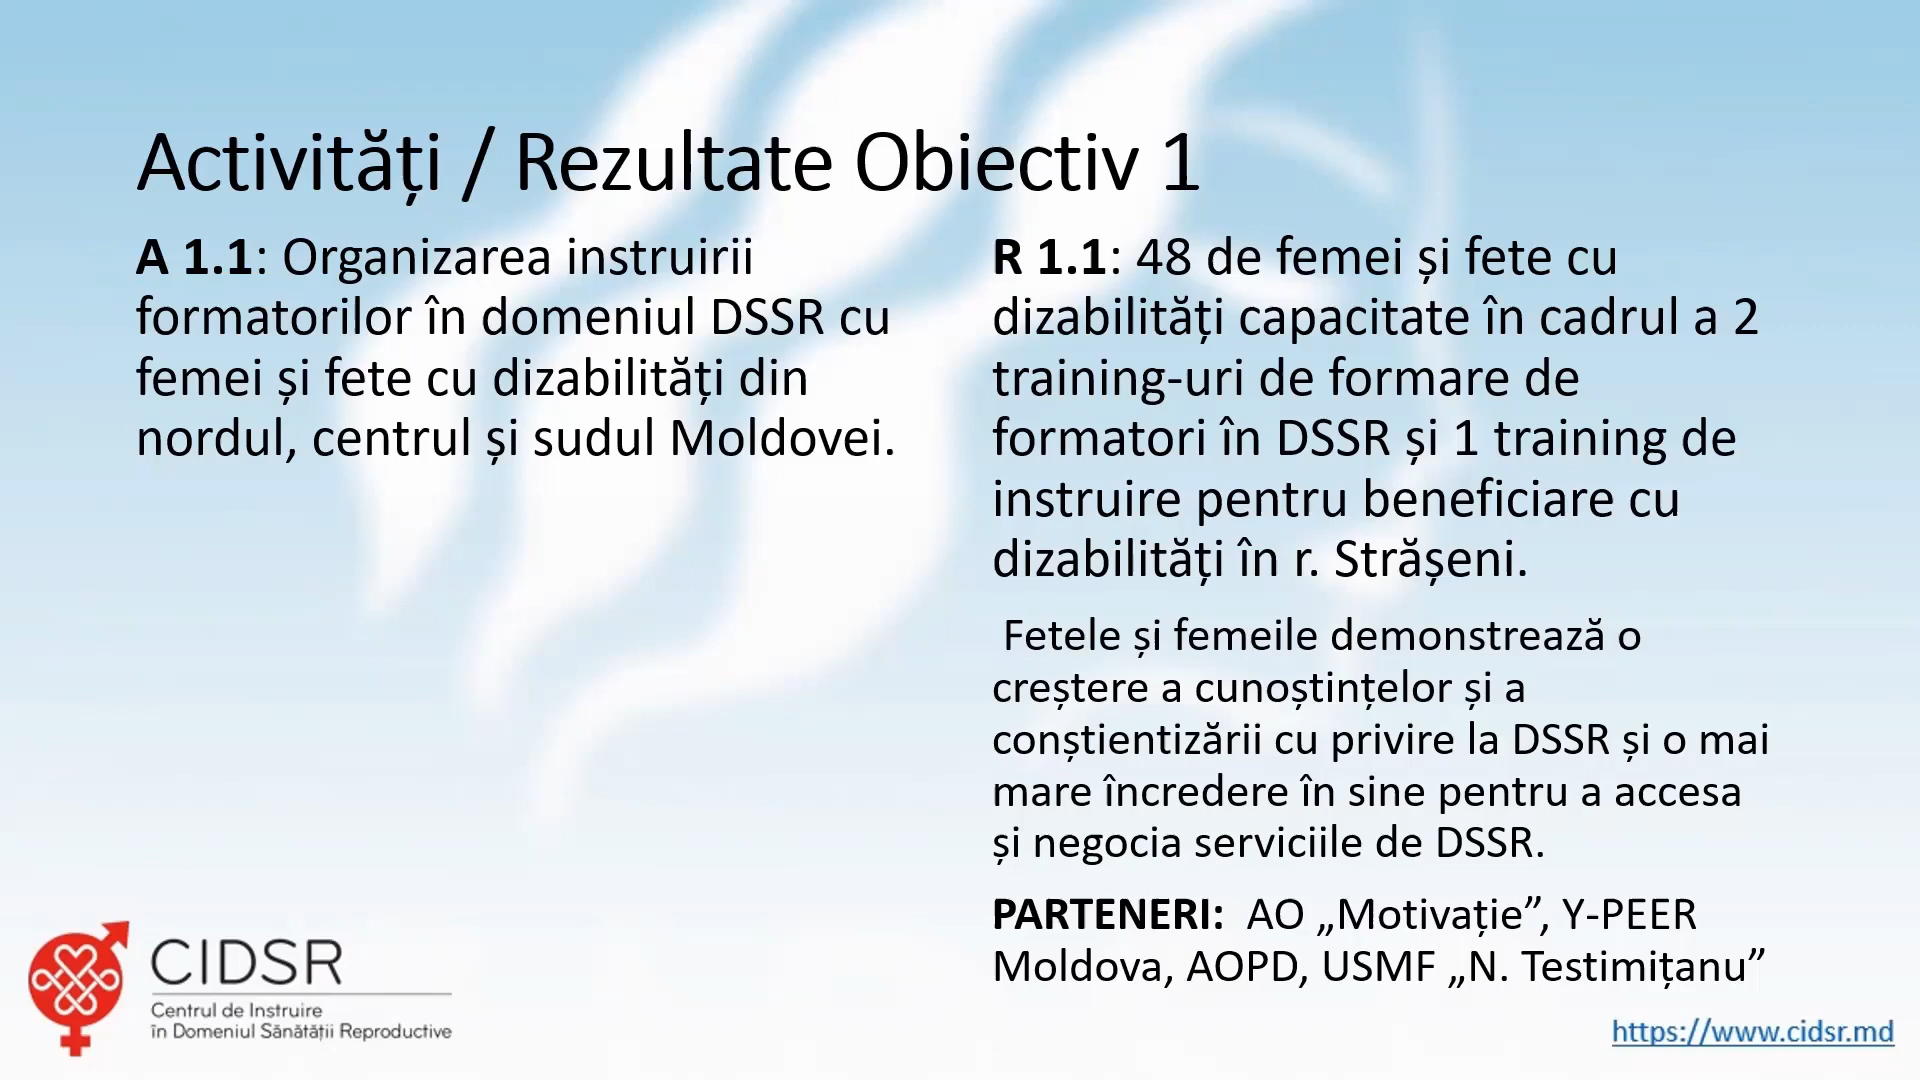 Activități / Rezultate Obiectiv 1
A 1.1: Organizarea instruirii
formatorilor în domeniul DSSR cu
femei și fete cu dizabilități din
nordul, centrul și sudul Moldovei.
R 1.1: 48 de femei și fete cu
dizabilități capacitate în cadrul a 2
training-uri de formare de
formatori în DSSR și 1 training de
instruire pentru beneficiare cu
dizabilități în r. Strășeni.
Fetele și femeile demonstrează o
creștere a cunoștințelor și a
conștientizării cu privire la DSSR și o mai
mare încredere în sine pentru a accesa
și negocia serviciile de DSSR.
PARTENERI: AO „Motivație”, Y-PEER
Moldova, AOPD, USMF „N. Testimițanu”
CIDSR
Centrul de Instruire
în Domeniul Sănătății Reproductive
https://www.cidsr.md